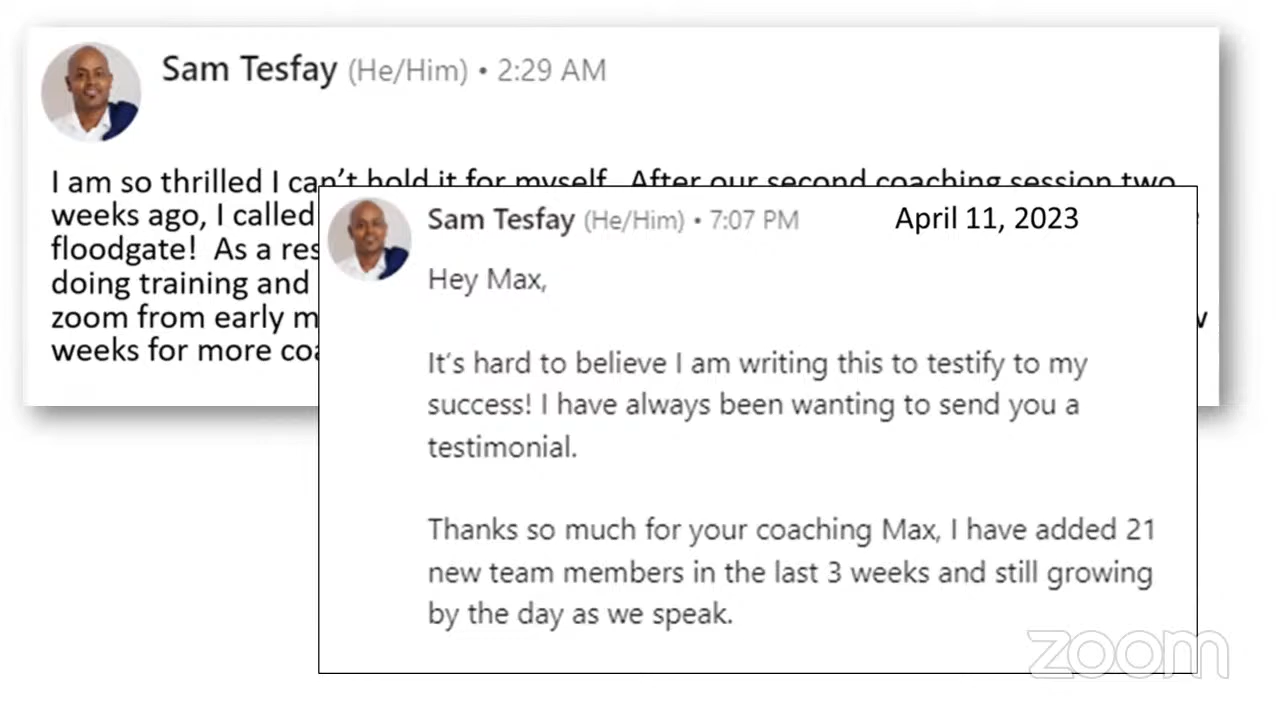 Sam Tesfay (He/Him) • 2:29 AM
I am so thrilled I can't hold it for myself. After our second coaching session two
weeks ago, I called
floodgate! As a res
doing training and
zoom from early m
weeks for more coa
Sam Tesfay (He/Him) • 7:07 PM April 11, 2023
Hey Max,
It's hard to believe I am writing this to testify to my
success! I have always been wanting to send you a
testimonial.
Thanks so much for your coaching Max, I have added 21
new team members in the last 3 weeks and still growing
by the day as we speak.
zoom